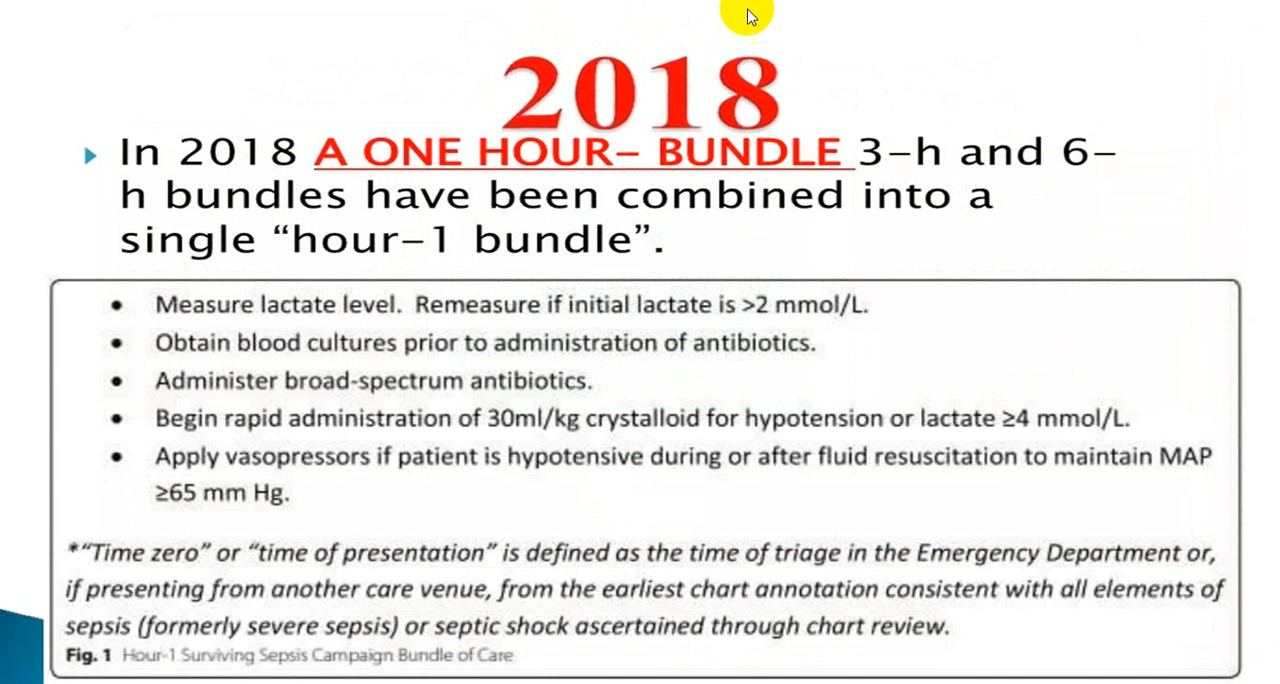 2018
In 2018 A ONE HOUR- BUNDLE 3-h and 6-
h bundles have been combined into a
single “hour-1 bundle”.
• Measure lactate level. Remeasure if initial lactate is >2 mmol/L.
• Obtain blood cultures prior to administration of antibiotics.
• Administer broad-spectrum antibiotics.
• Begin rapid administration of 30ml/kg crystalloid for hypotension or lactate ≥4 mmol/L.
• Apply vasopressors if patient is hypotensive during or after fluid resuscitation to maintain MAP
≥65 mm Hg.
*“Time zero” or “time of presentation” is defined as the time of triage in the Emergency Department or,
if presenting from another care venue, from the earliest chart annotation consistent with all elements of
sepsis (formerly severe sepsis) or septic shock ascertained through chart review.
Fig. 1 Hour-1 Surviving Sepsis Campaign Bundle of Care